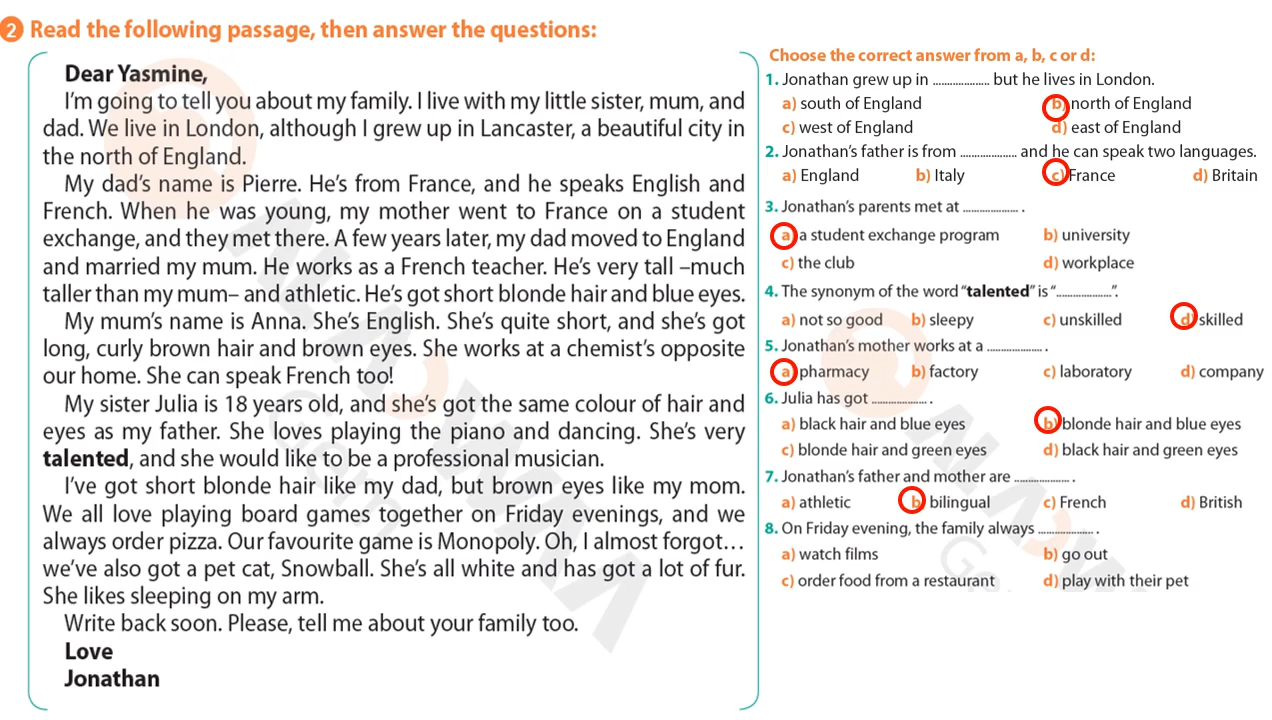 2 Read the following passage, then answer the questions:
Dear Yasmine,
I'm going to tell you about my family. I live with my little sister, mum, and
dad. We live in London, although I grew up in Lancaster, a beautiful city in
the north of England.
My dad's name is Pierre. He's from France, and he speaks English and
French. When he was young, my mother went to France on a student
exchange, and they met there. A few years later, my dad moved to England
and married my mum. He works as a French teacher. He's very tall –much
taller than my mum– and athletic. He's got short blonde hair and blue eyes.
My mum's name is Anna. She's English. She's quite short, and she's got
long, curly brown hair and brown eyes. She works at a chemist's opposite
our home. She can speak French too!
My sister Julia is 18 years old, and she's got the same colour of hair and
eyes as my father. She loves playing the piano and dancing. She's very
talented, and she would like to be a professional musician.
I've got short blonde hair like my dad, but brown eyes like my mom.
We all love playing board games together on Friday evenings, and we
always order pizza. Our favourite game is Monopoly. Oh, I almost forgot…
we've also got a pet cat, Snowball. She's all white and has got a lot of fur.
She likes sleeping on my arm.
Write back soon. Please, tell me about your family too.
Love
Jonathan
Choose the correct answer from a, b, c or d:
1. Jonathan grew up in .................... but he lives in London.
a) south of England b) north of England
c) west of England d) east of England
2. Jonathan's father is from .................... and he can speak two languages.
a) England b) Italy c) France d) Britain
3. Jonathan's parents met at .................... .
a) a student exchange program b) university
c) the club d) workplace
4. The synonym of the word "talented" is "....................".
a) not so good b) sleepy c) unskilled d) skilled
5. Jonathan's mother works at a .................... .
a) pharmacy b) factory c) laboratory d) company
6. Julia has got .................... .
a) black hair and blue eyes b) blonde hair and blue eyes
c) blonde hair and green eyes d) black hair and green eyes
7. Jonathan's father and mother are .................... .
a) athletic b) bilingual c) French d) British
8. On Friday evening, the family always .................... .
a) watch films b) go out
c) order food from a restaurant d) play with their pet